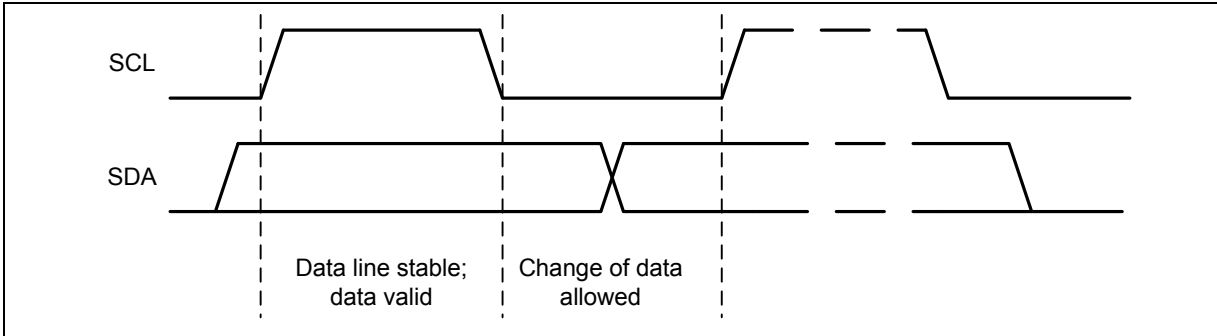 SCL
SDA
Data line stable;
data valid
Change of data
allowed